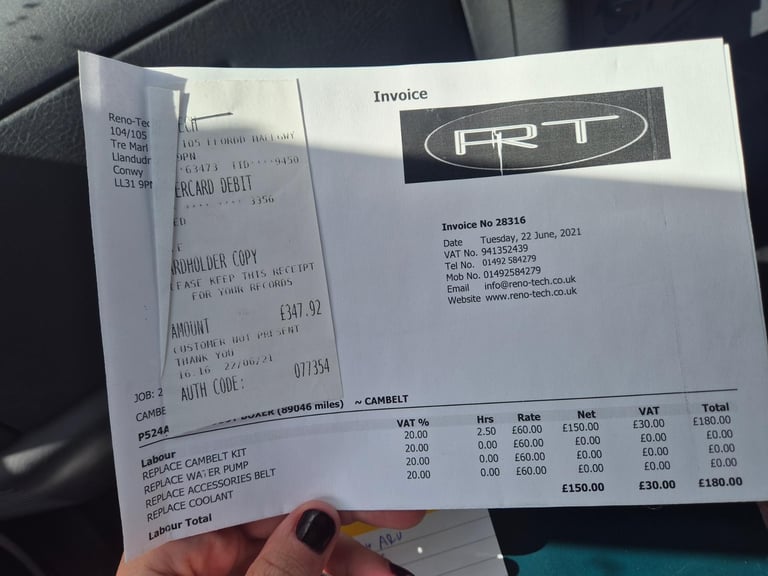 Invoice
RT
Reno-Tec
104/105
Tre Marl
Llandudn
Conwy
LL31 9P
TECH
105 FFORDD MAELGWY
9PN
63473 TID:****9450
ERCARD DEBIT
**** **** 3356
ED
RDHOLDER COPY
EASE KEEP THIS RECEIPT
FOR YOUR RECORDS
AMOUNT £347.92
CUSTOMER NOT PRESENT
THANK YOU
16:16 22/06/21
AUTH CODE: 077354
Invoice No 28316
Date Tuesday, 22 June, 2021
VAT No. 941352439
Tel No. 01492 584279
Mob No. 01492584279
Email info@reno-tech.co.uk
Website www.reno-tech.co.uk
JOB: 2
CAMBE
P524A BOXER (89046 miles) ~ CAMBELT
Labour VAT % Hrs Rate Net VAT Total
REPLACE CAMBELT KIT 20.00 2.50 £60.00 £150.00 £30.00 £180.00
REPLACE WATER PUMP 20.00 0.00 £60.00 £0.00 £0.00 £0.00
REPLACE ACCESSORIES BELT 20.00 0.00 £60.00 £0.00 £0.00 £0.00
REPLACE COOLANT 20.00 0.00 £60.00 £0.00 £0.00 £0.00
Labour Total £150.00 £30.00 £180.00